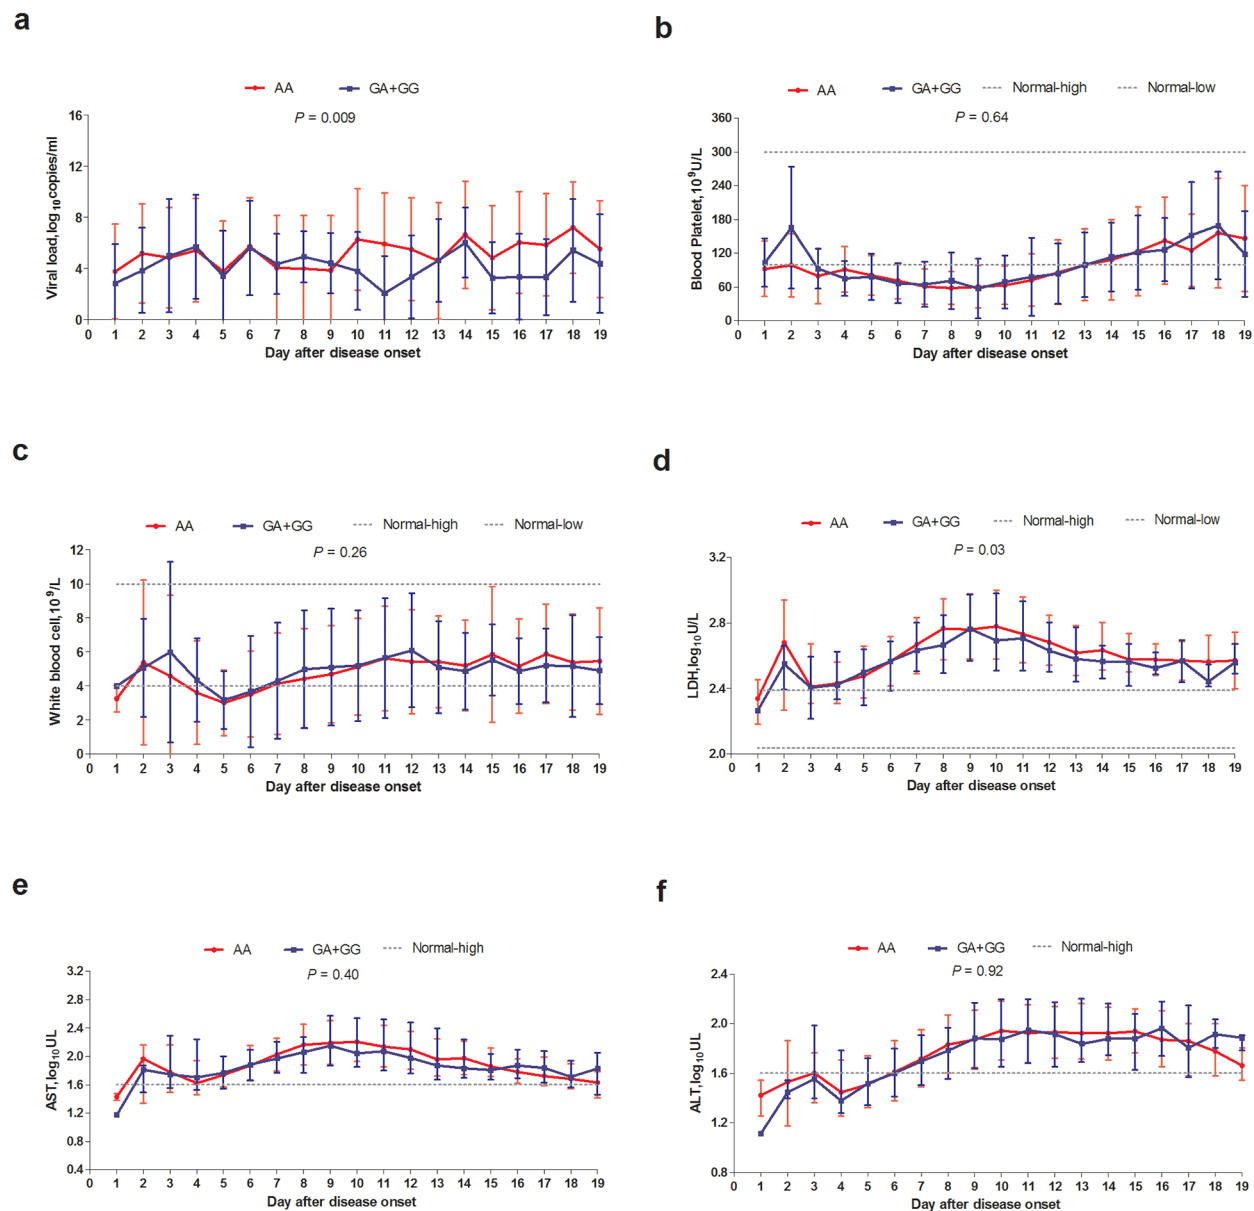 a
AA GA+GG
P = 0.009
Viral load,log10copies/ml
16
12
8
4
0
0 1 2 3 4 5 6 7 8 9 10 11 12 13 14 15 16 17 18 19
Day after disease onset
b
AA GA+GG Normal-high Normal-low
P = 0.64
Blood Platelet,10^9U/L
360
300
240
180
120
60
0
0 1 2 3 4 5 6 7 8 9 10 11 12 13 14 15 16 17 18 19
Day after disease onset
c
AA GA+GG Normal-high Normal-low
P = 0.26
White blood cell,10^9/L
12
10
8
6
4
2
0
0 1 2 3 4 5 6 7 8 9 10 11 12 13 14 15 16 17 18 19
Day after disease onset
d
AA GA+GG Normal-high Normal-low
P = 0.03
LDH,log10U/L
3.2
2.8
2.4
2.0
0 1 2 3 4 5 6 7 8 9 10 11 12 13 14 15 16 17 18 19
Day after disease onset
e
AA GA+GG Normal-high
P = 0.40
AST,log10UL
3.2
2.8
2.4
2.0
1.6
1.2
0.4
0 1 2 3 4 5 6 7 8 9 10 11 12 13 14 15 16 17 18 19
Day after disease onset
f
AA GA+GG Normal-high
P = 0.92
ALT,log10UL
2.4
2.0
1.6
1.2
0.8
0 1 2 3 4 5 6 7 8 9 10 11 12 13 14 15 16 17 18 19
Day after disease onset